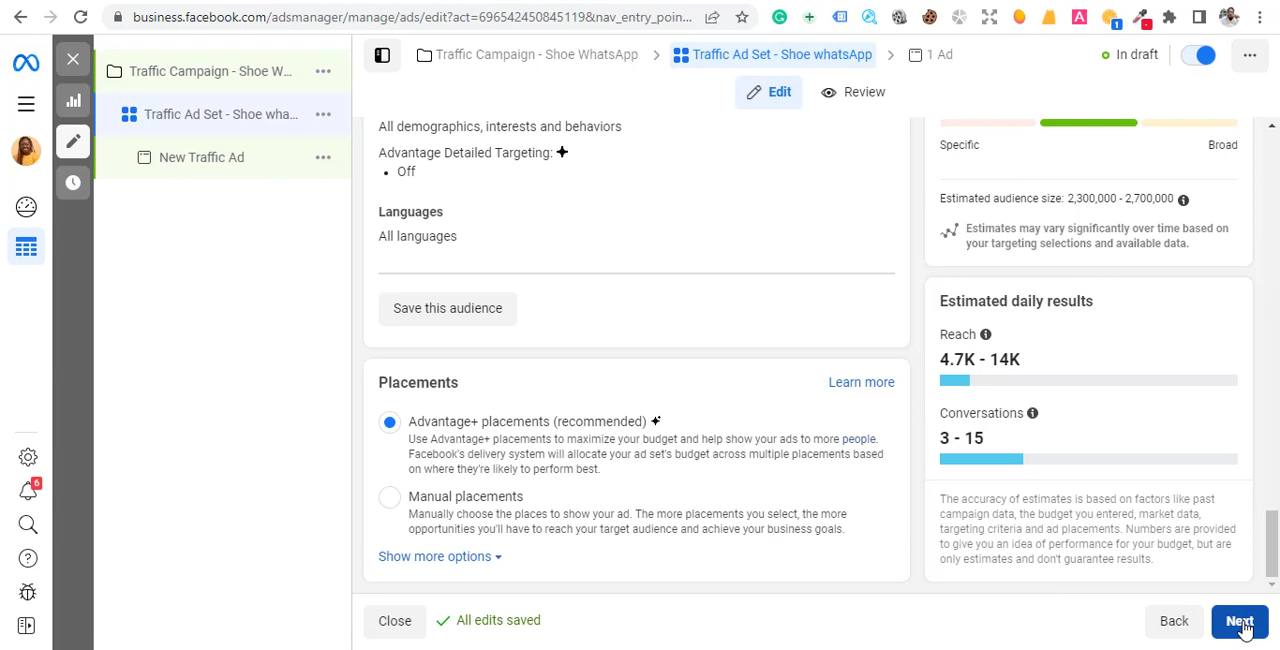 business.facebook.com/adsmanager/manage/ads/edit?act=696542450845119&nav_entry_poin...
1
Traffic Campaign - Shoe W...
Traffic Ad Set - Shoe wha...
New Traffic Ad
6
Traffic Campaign - Shoe WhatsApp
Traffic Ad Set - Shoe whatsApp
1 Ad
In draft
Edit
Review
All demographics, interests and behaviors
Advantage Detailed Targeting:
• Off
Languages
All languages
Save this audience
Placements
Learn more
Advantage+ placements (recommended)
Use Advantage+ placements to maximize your budget and help show your ads to more people.
Facebook's delivery system will allocate your ad set's budget across multiple placements based
on where they're likely to perform best.
Manual placements
Manually choose the places to show your ad. The more placements you select, the more
opportunities you'll have to reach your target audience and achieve your business goals.
Show more options
Specific
Broad
Estimated audience size: 2,300,000 - 2,700,000
Estimates may vary significantly over time based on
your targeting selections and available data.
Estimated daily results
Reach
4.7K - 14K
Conversations
3 - 15
The accuracy of estimates is based on factors like past
campaign data, the budget you entered, market data,
targeting criteria and ad placements. Numbers are provided
to give you an idea of performance for your budget, but are
only estimates and don't guarantee results.
Close
All edits saved
Back
Next